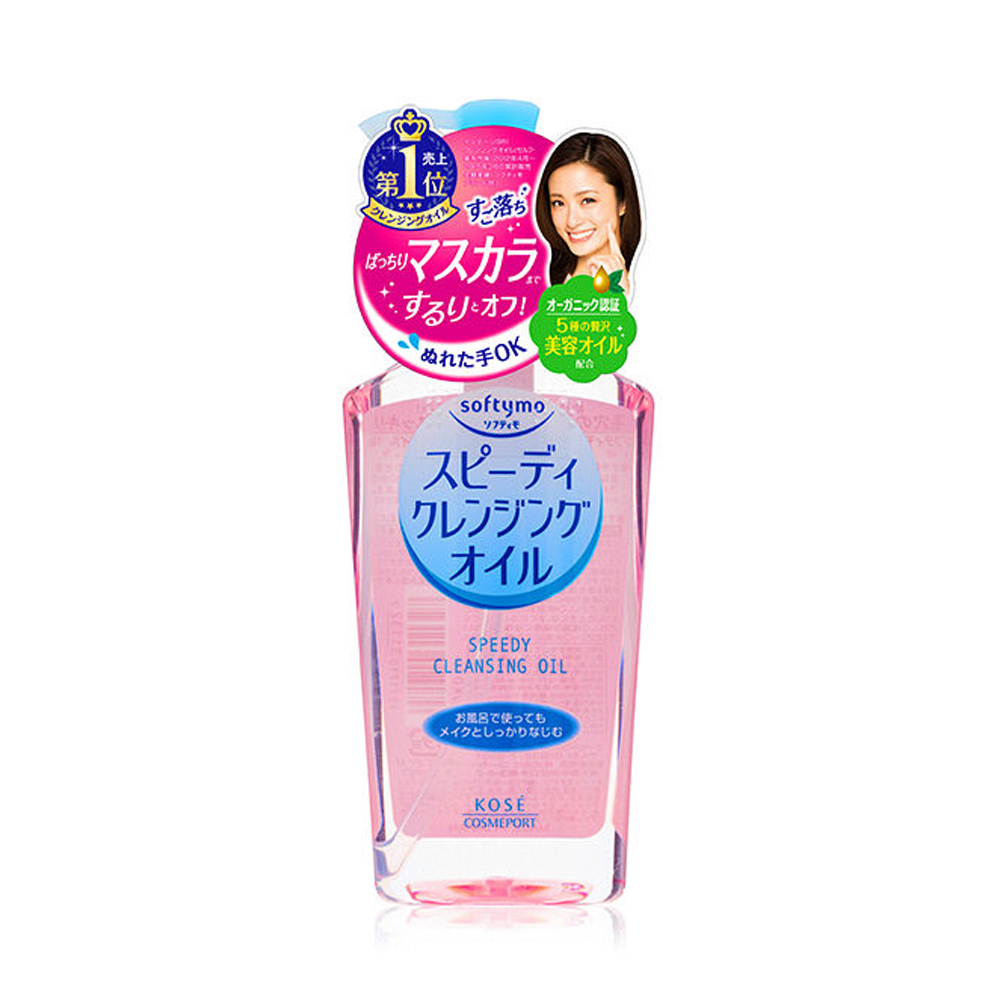 売上
第1位
クレンジングオイル
すご落ち
ぱっちりマスカラまで
するりとオフ!
ぬれた手OK
オーガニック認証
5種の贅沢
美容オイル
配合
softymo
ソフティモ
スピーディ
クレンジング
オイル
SPEEDY
CLEANSING OIL
お風呂で使っても
メイクとしっかりなじむ
KOSÉ
COSMEPORT